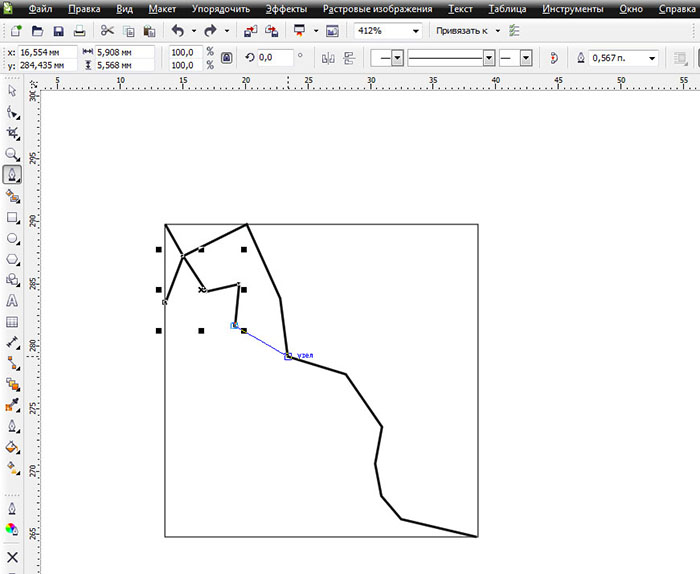 Файл Правка Вид Макет Упорядочить Эффекты Растровые изображения Текст Таблица Инструменты Окно Справка
412% Привязать к
x: 16,554 мм 5,908 мм 100,0 % 0,0 ° 0,567 п.
y: 284,435 мм 5,568 мм 100,0 %
5 10 15 20 25 30 35 40 45 50 55
300
295
290
285
280
275
270
265
узел